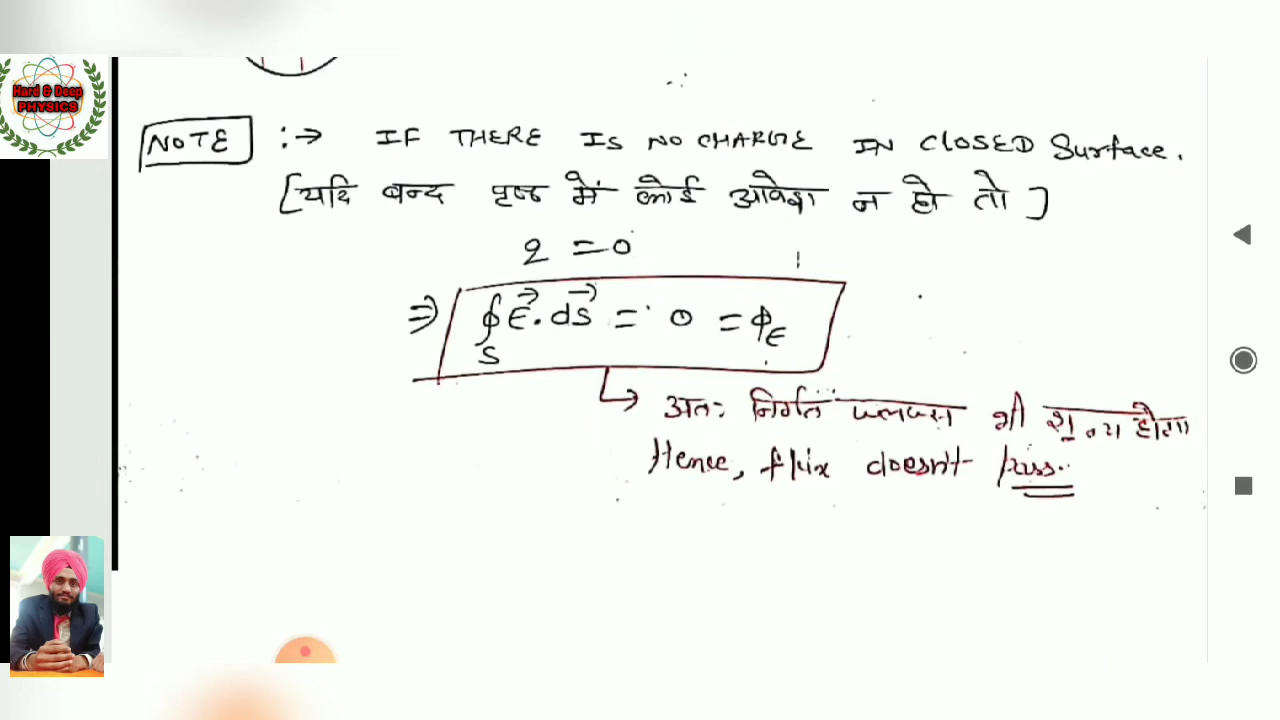 Hard & Deep
PHYSICS
NOTE :→ IF THERE IS NO CHARGE IN CLOSED Surface.
[यदि बन्द पृष्ठ में कोई आवेश न हो तो]
q = 0
⇒ ∮ E⃗ . dS⃗ = 0 = ϕE
S
↳ अतः निर्गत फ्लक्स भी शून्य होगा
Hence, flux doesn't pass.